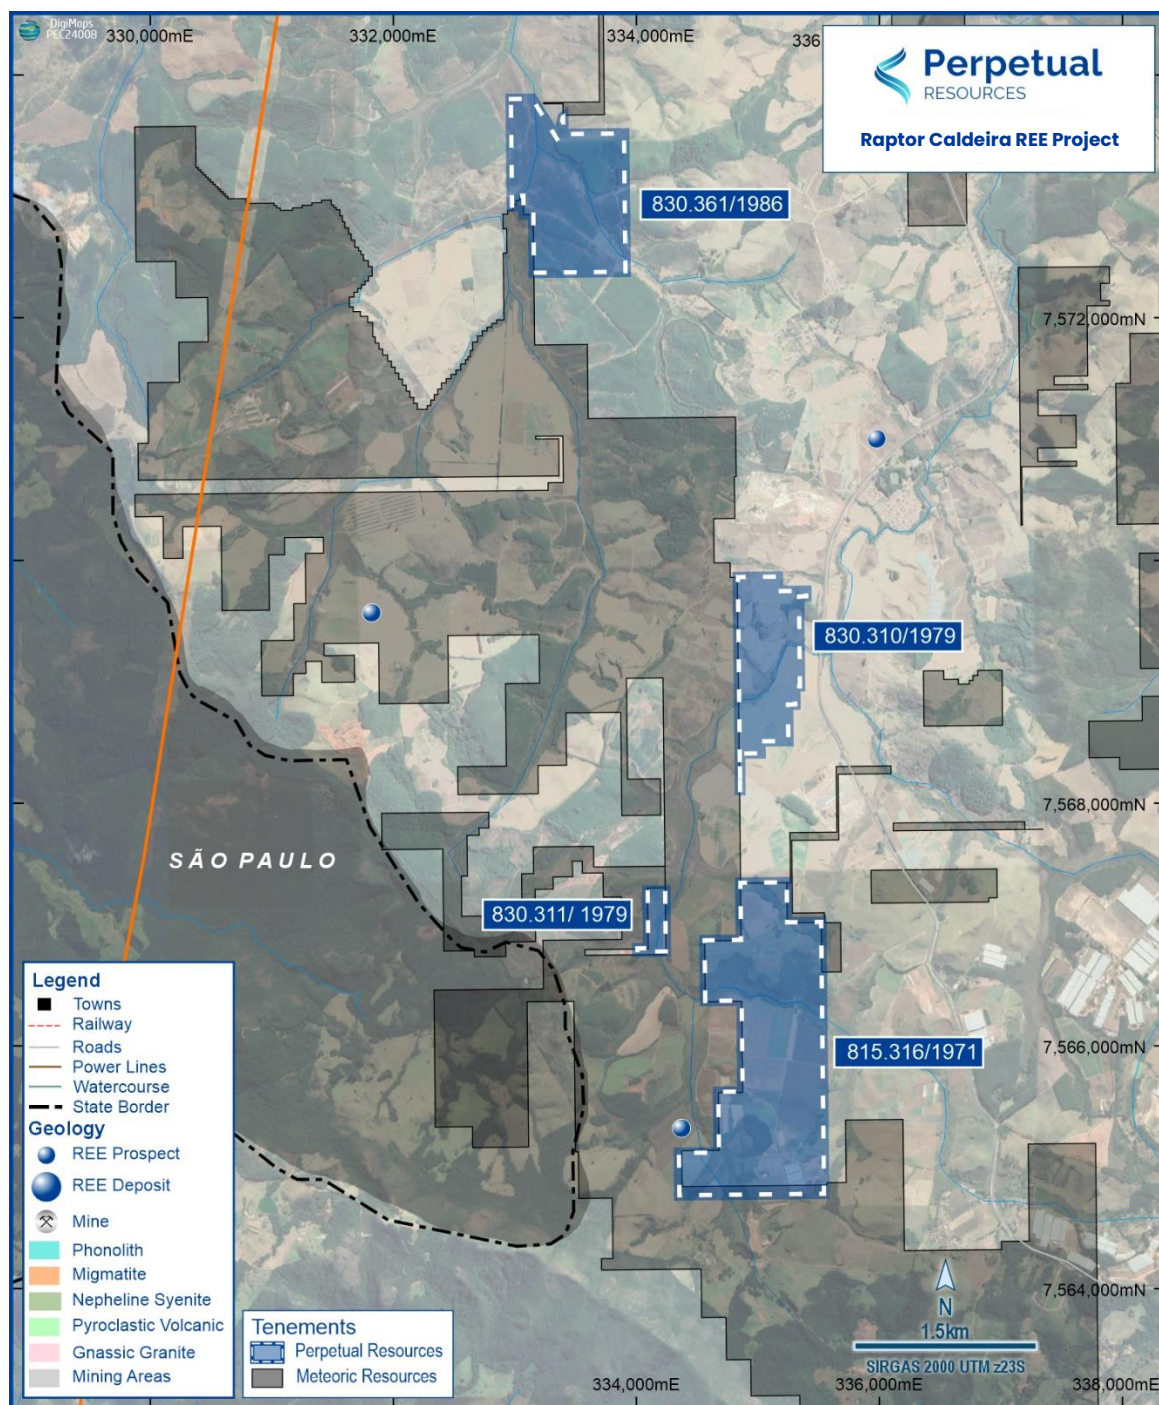 DigiMaps
PEC24008
330,000mE
332,000mE
334,000mE
336
Perpetual
RESOURCES
Raptor Caldeira REE Project
830.361/1986
7,572,000mN
830.310/1979
7,568,000mN
SÃO PAULO
830.311/ 1979
7,566,000mN
815.316/1971
Legend
Towns
Railway
Roads
Power Lines
Watercourse
State Border
Geology
REE Prospect
REE Deposit
Mine
Phonolith
Migmatite
Nepheline Syenite
Pyroclastic Volcanic
Gnassic Granite
Mining Areas
Tenements
Perpetual Resources
Meteoric Resources
7,564,000mN
N
1.5km
SIRGAS 2000 UTM z23S
334,000mE
336,000mE
338,000mE